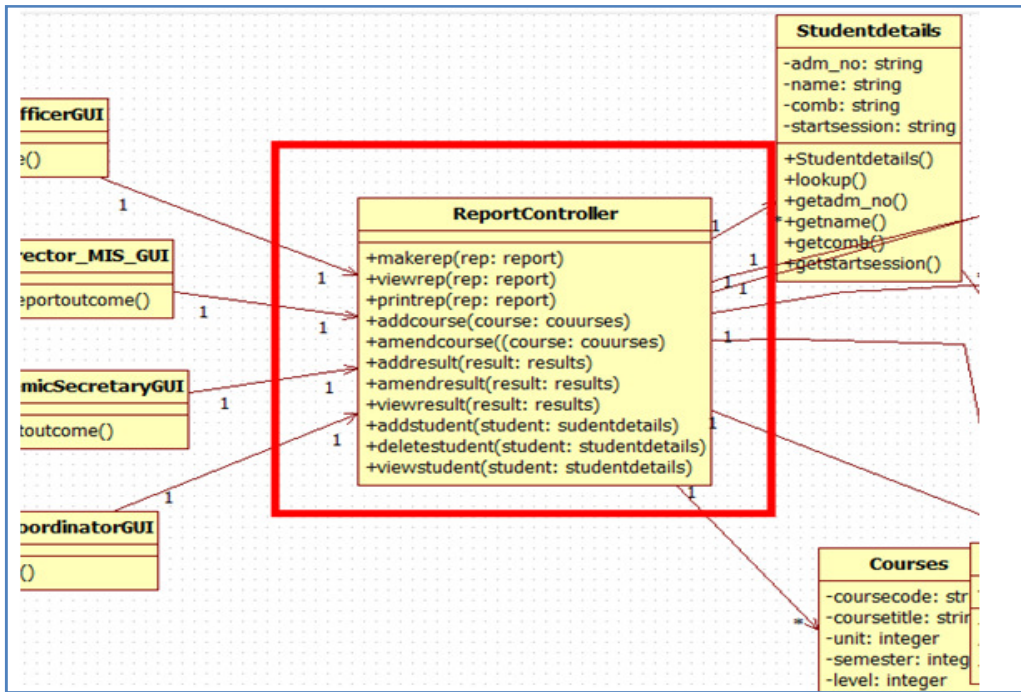 Studentdetails
-adm_no: string
-name: string
-comb: string
-startsession: string
+Studentdetails()
+lookup()
+getadm_no()
+getname()
+getcomb()
+getstartsession()
fficerGUI
e()
1
1
rector_MIS_GUI
eportoutcome()
1
1
micSecretaryGUI
toutcome()
1
1
oordinatorGUI
()
1
1
ReportController
+makerep(rep: report)
+viewrep(rep: report)
+printrep(rep: report)
+addcourse(course: couurses)
+amendcourse((course: couurses)
+addresult(result: results)
+amendresult(result: results)
+viewresult(result: results)
+addstudent(student: sudentdetails)
+deletestudent(student: studentdetails)
+viewstudent(student: studentdetails)
1
*
1
1
1
1
1
1
*
Courses
-coursecode: str
-coursetitle: strin
-unit: integer
-semester: integ
-level: integer